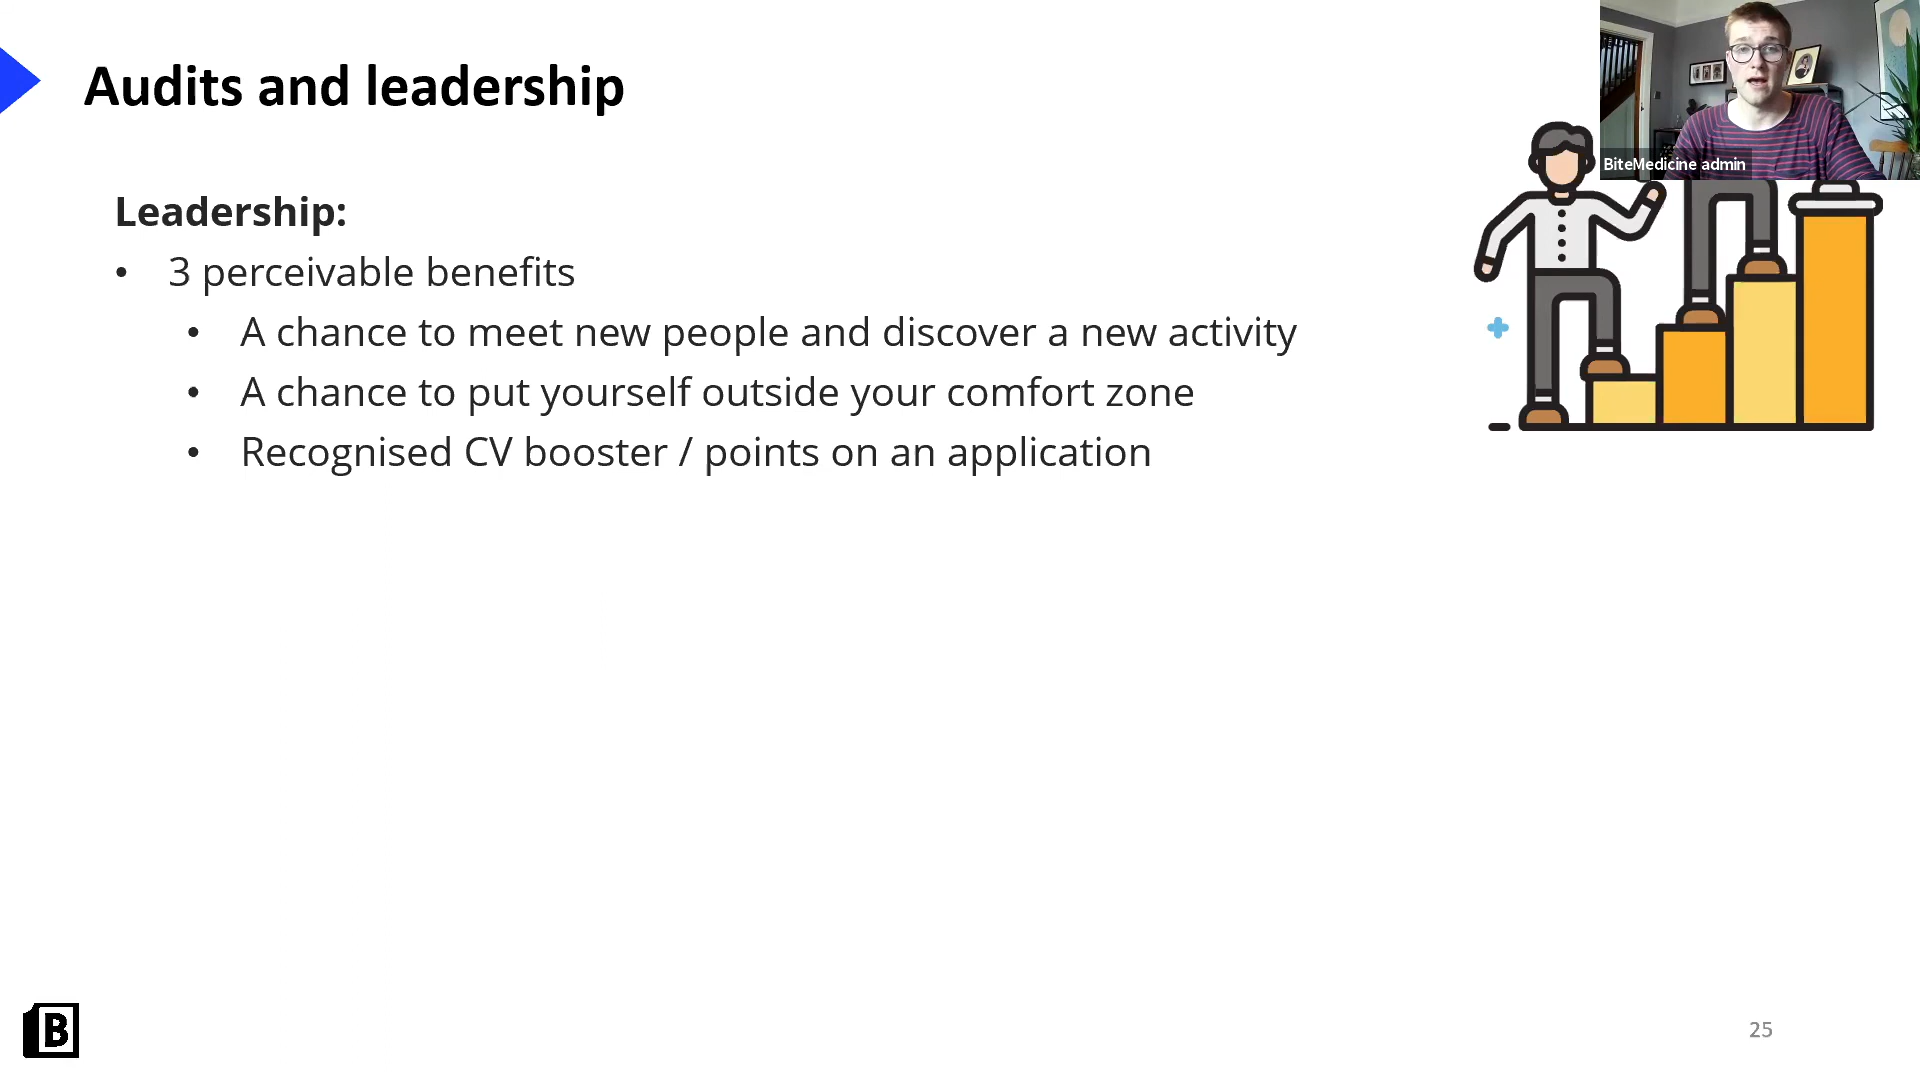 Audits and leadership
BiteMedicine admin
Leadership:
• 3 perceivable benefits
• A chance to meet new people and discover a new activity
• A chance to put yourself outside your comfort zone
• Recognised CV booster / points on an application
B
25